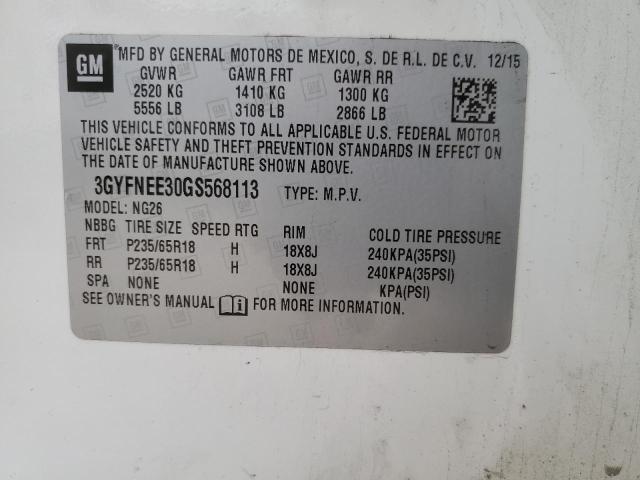 GM MFD BY GENERAL MOTORS DE MEXICO, S. DE R.L. DE C.V. 12/15
GVWR GAWR FRT GAWR RR
2520 KG 1410 KG 1300 KG
5556 LB 3108 LB 2866 LB
THIS VEHICLE CONFORMS TO ALL APPLICABLE U.S. FEDERAL MOTOR
VEHICLE SAFETY AND THEFT PREVENTION STANDARDS IN EFFECT ON
THE DATE OF MANUFACTURE SHOWN ABOVE.
3GYFNEE30GS568113 TYPE: M.P.V.
MODEL: NG26
NBBG TIRE SIZE SPEED RTG RIM COLD TIRE PRESSURE
FRT P235/65R18 H 18X8J 240KPA(35PSI)
RR P235/65R18 H 18X8J 240KPA(35PSI)
SPA NONE NONE KPA(PSI)
SEE OWNER'S MANUAL FOR MORE INFORMATION.